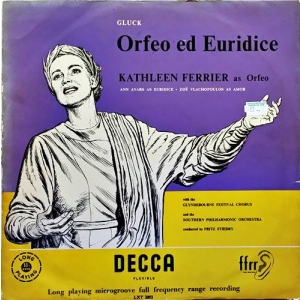 GLUCK
Orfeo ed Euridice
KATHLEEN FERRIER as Orfeo
ANN AYARS AS EURIDICE · ZOË VLACHOPOULOS AS AMOR
with the
GLYNDEBOURNE FESTIVAL CHORUS
and the
SOUTHERN PHILHARMONIC ORCHESTRA
conducted by FRITZ STIEDRY
LONG
PLAYING
DECCA
FLEXIBLE
ffrr
Long playing microgroove full frequency range recording